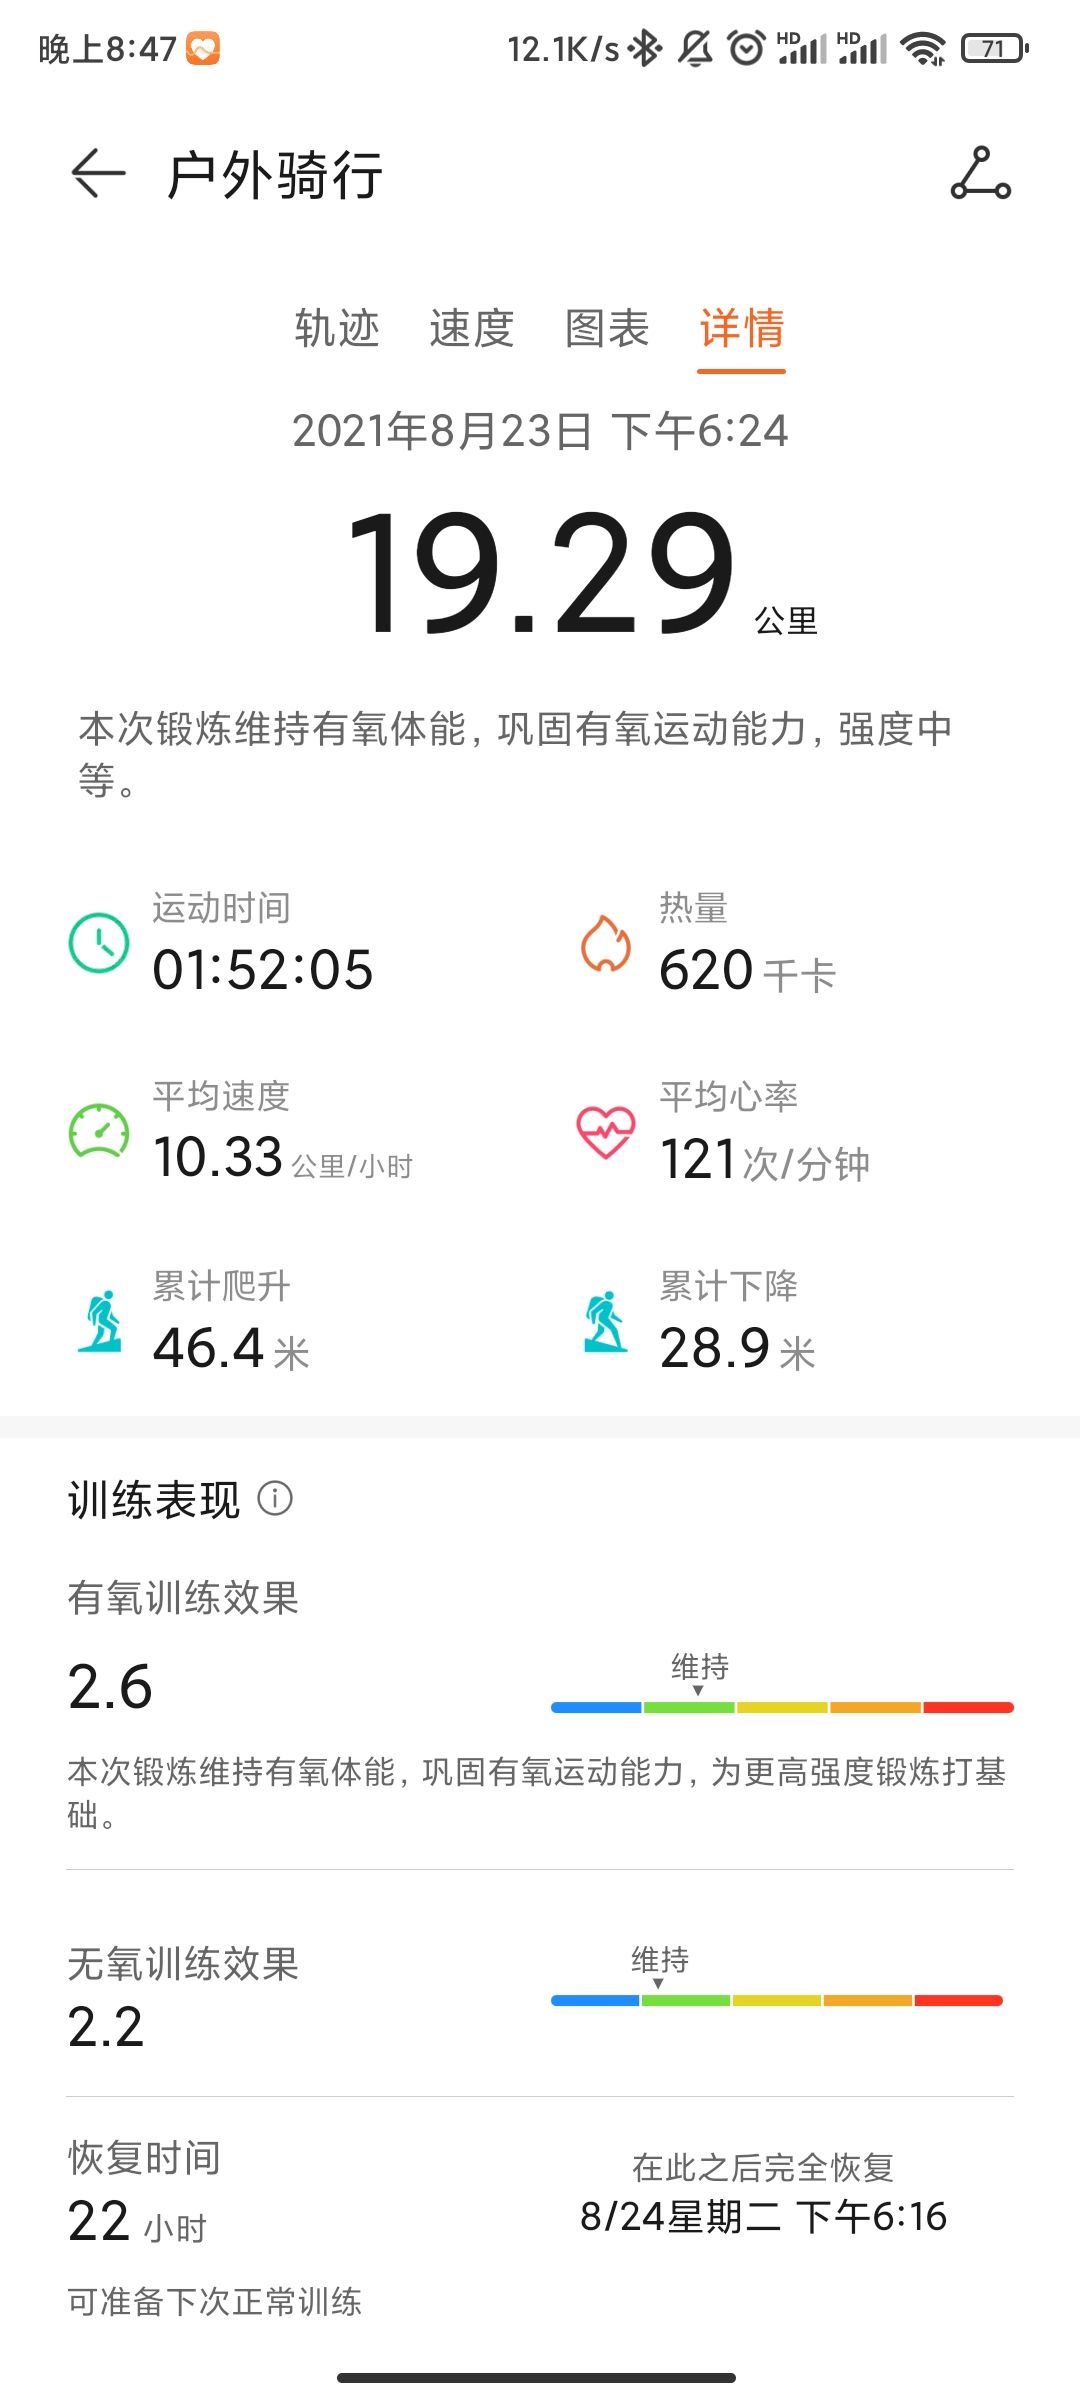 晚上8:47 12.1K/s HD HD 71
户外骑行
轨迹 速度 图表 详情
2021年8月23日 下午6:24
19.29 公里
本次锻炼维持有氧体能，巩固有氧运动能力，强度中
等。
运动时间 热量
01:52:05 620 千卡
平均速度 平均心率
10.33 公里/小时 121 次/分钟
累计爬升 累计下降
46.4 米 28.9 米
训练表现
有氧训练效果
维持
2.6
本次锻炼维持有氧体能，巩固有氧运动能力，为更高强度锻炼打基
础。
无氧训练效果 维持
2.2
恢复时间 在此之后完全恢复
22 小时 8/24星期二 下午6:16
可准备下次正常训练